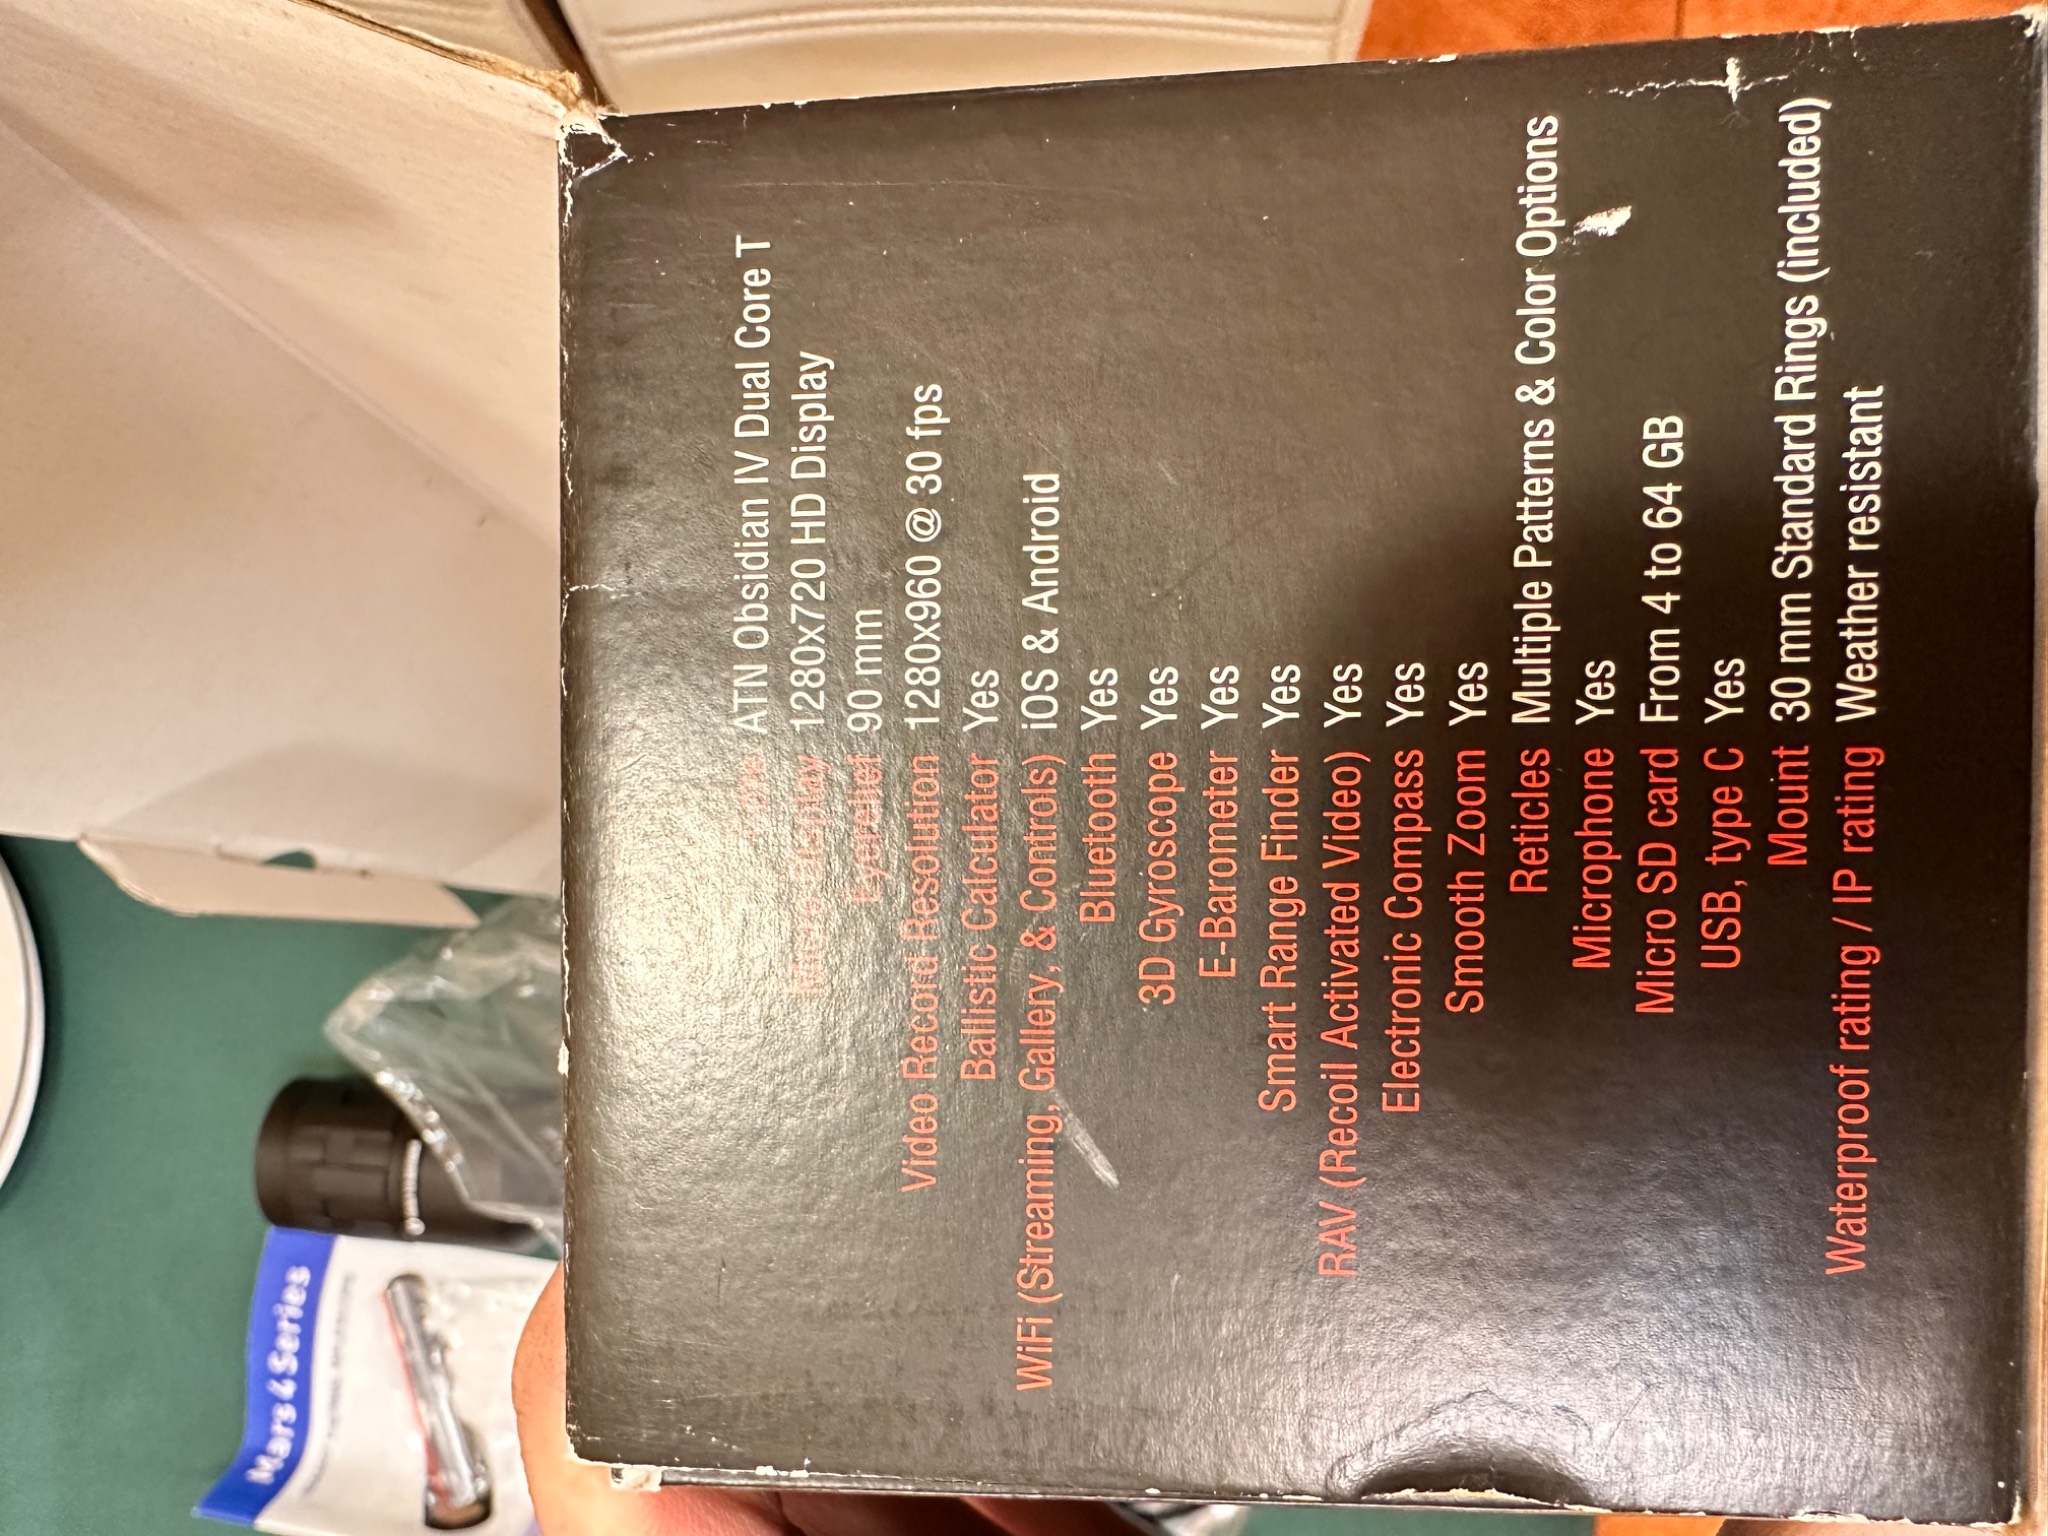 Core ATN Obsidian IV Dual Core T
Micro Display 1280x720 HD Display
Eyerelief 90 mm
Video Record Resolution 1280x960 @ 30 fps
Ballistic Calculator Yes
WiFi (Streaming, Gallery, & Controls) iOS & Android
Bluetooth Yes
3D Gyroscope Yes
E-Barometer Yes
Smart Range Finder Yes
RAV (Recoil Activated Video) Yes
Electronic Compass Yes
Smooth Zoom Yes
Reticles Multiple Patterns & Color Options
Microphone Yes
Micro SD card From 4 to 64 GB
USB, type C Yes
Mount 30 mm Standard Rings (included)
Waterproof rating / IP rating Weather resistant
Mars 4 Series